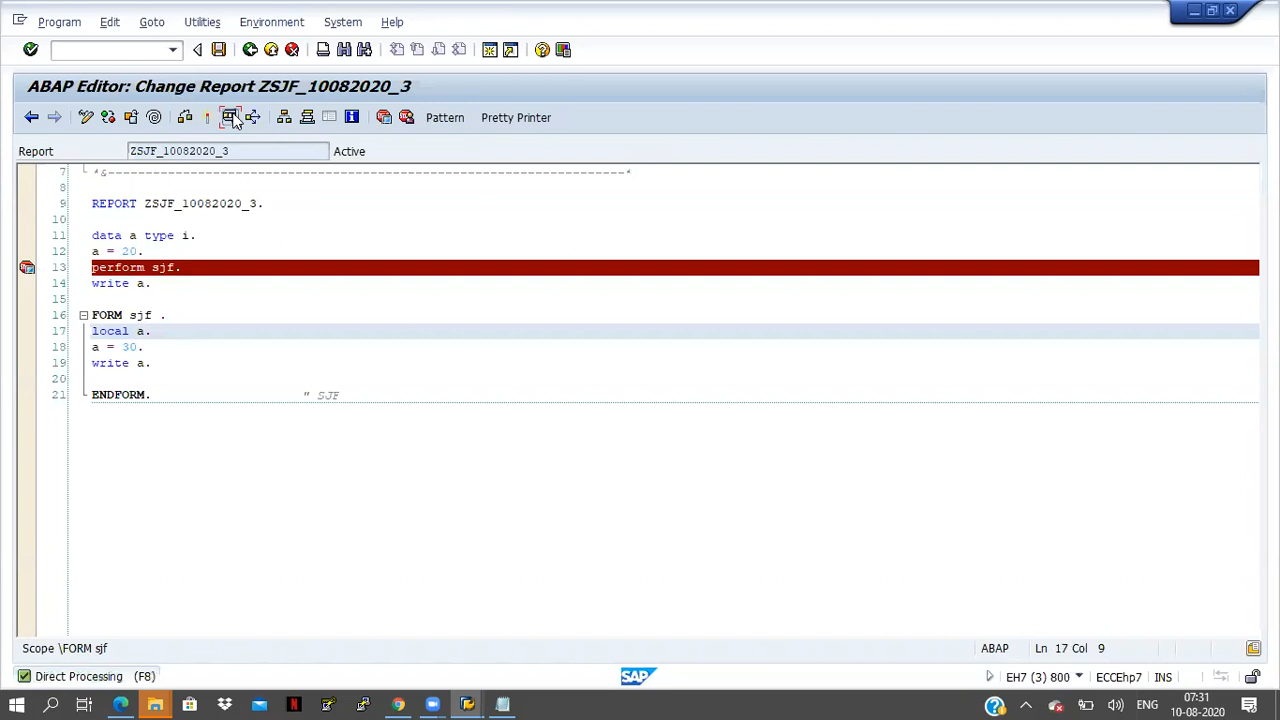 Program Edit Goto Utilities Environment System Help
ABAP Editor: Change Report ZSJF_10082020_3
Pattern Pretty Printer
Report ZSJF_10082020_3 Active
7 *&---------------------------------------------------------------------*
8
9 REPORT ZSJF_10082020_3.
10
11 data a type i.
12 a = 20.
13 perform sjf.
14 write a.
15
16 FORM sjf .
17 local a.
18 a = 30.
19 write a.
20
21 ENDFORM. " SJF
Scope \FORM sjf ABAP Ln 17 Col 9
Direct Processing (F8) SAP EH7 (3) 800 ECCEhp7 INS
ENG 07:31
10-08-2020